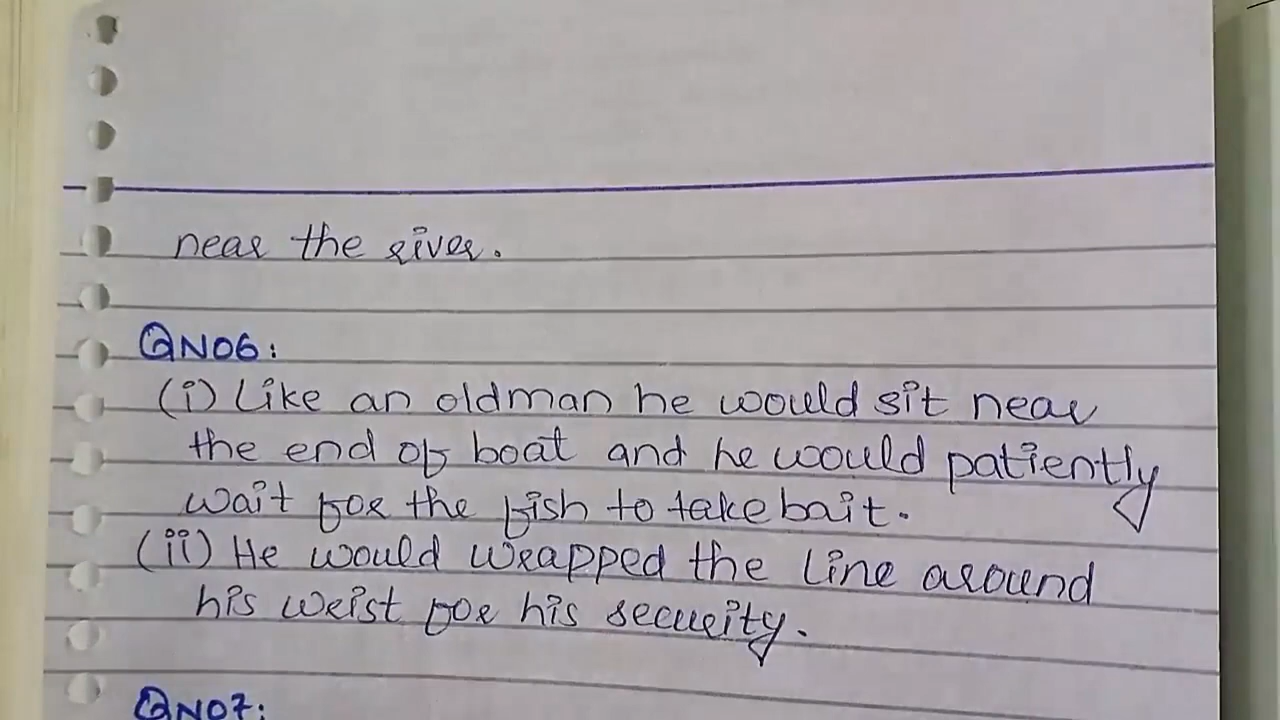 near the river.
QNO6:
(i) Like an oldman he would sit near
the end of boat and he would patiently
wait for the fish to take bait.
(ii) He would wrapped the line around
his weist for his security.
QNO7: